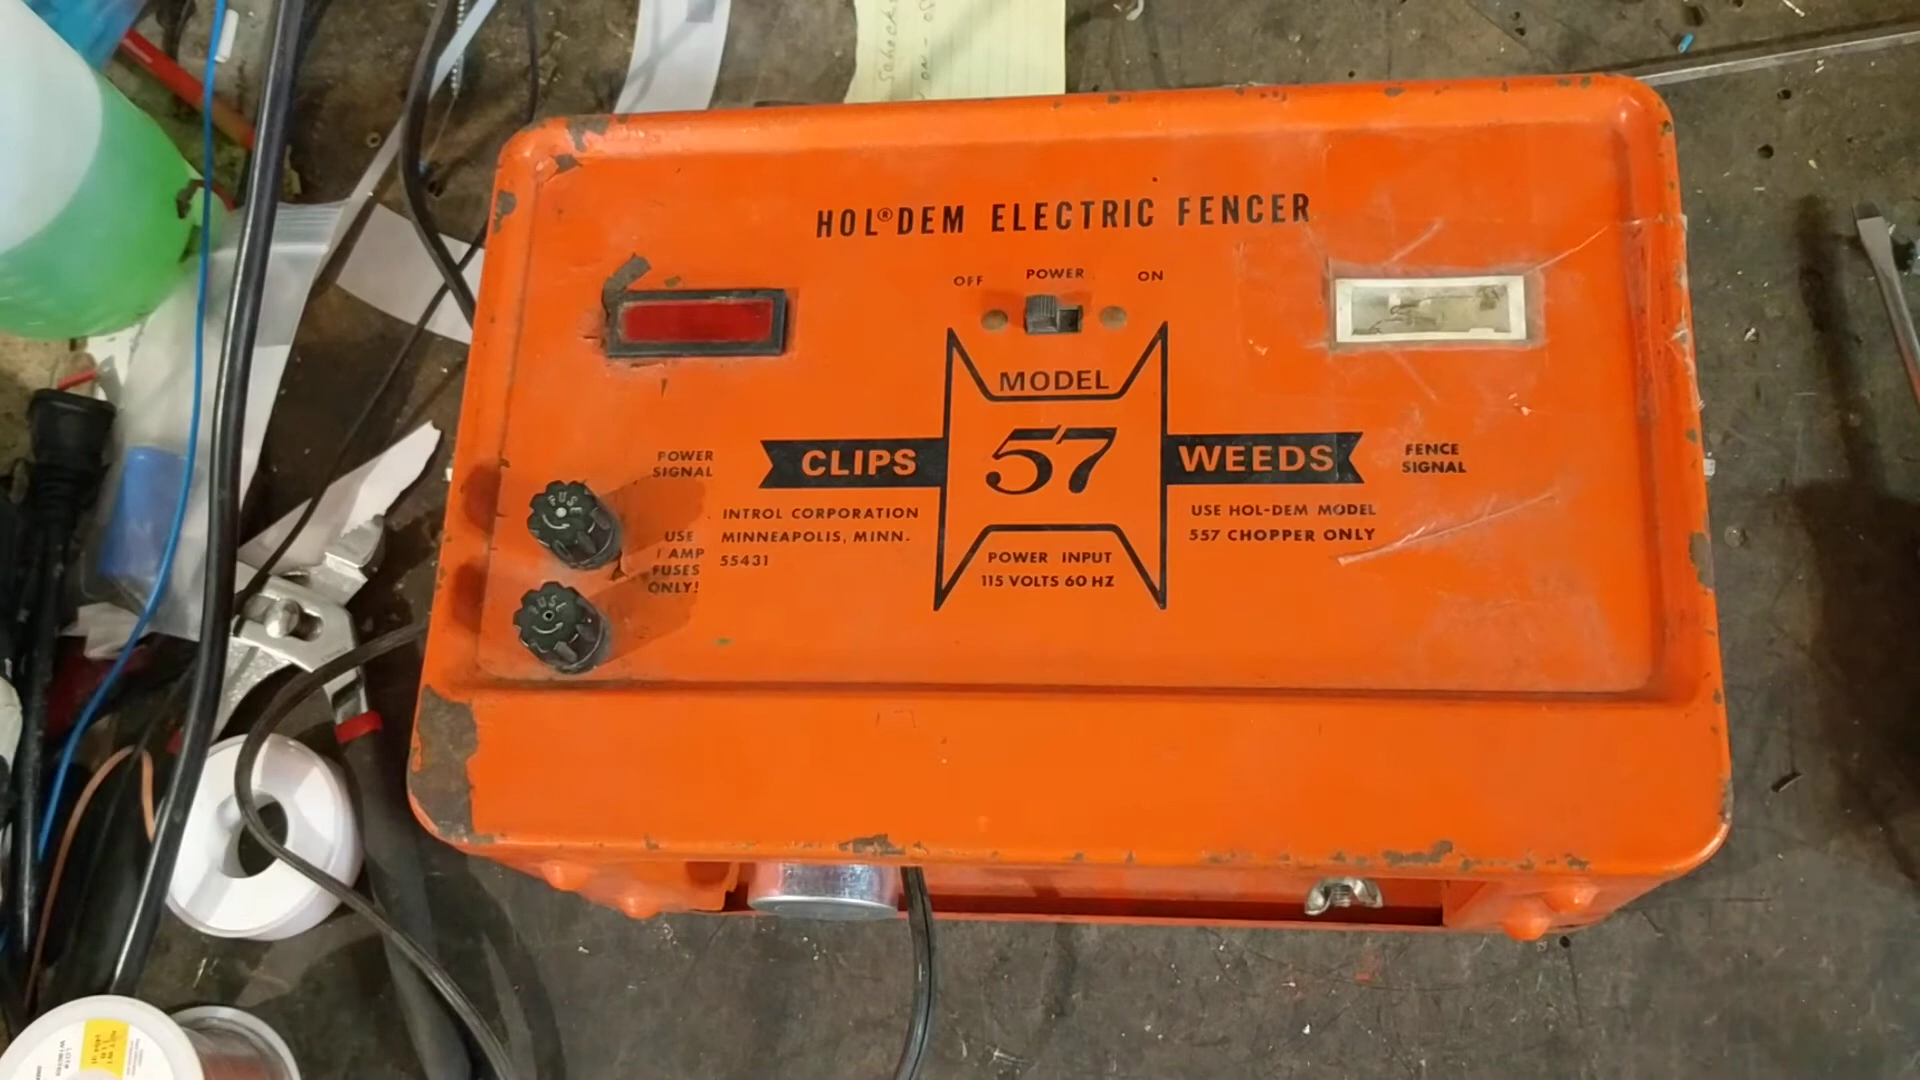 HOL®DEM ELECTRIC FENCER
OFF POWER ON
MODEL
57
CLIPS
WEEDS
POWER
SIGNAL
FENCE
SIGNAL
USE
1 AMP
FUSES
ONLY!
INTROL CORPORATION
MINNEAPOLIS, MINN.
55431
POWER INPUT
115 VOLTS 60 HZ
USE HOL-DEM MODEL
557 CHOPPER ONLY
FUSE
FUSE